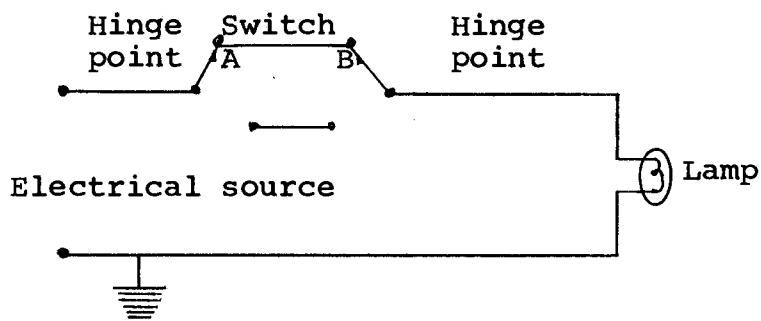 Hinge point
Switch
Hinge point
A
B
Lamp
Electrical source